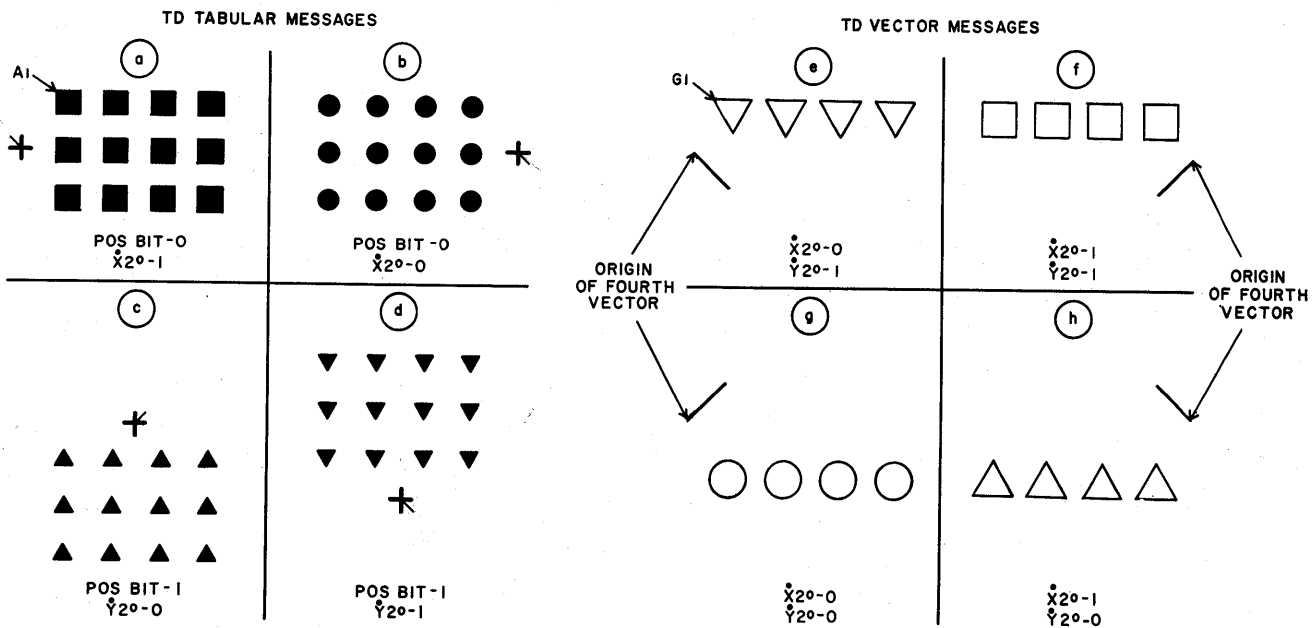 TD TABULAR MESSAGES
a
A1
POS BIT-0
Ẋ2⁰-1
b
POS BIT-0
Ẋ2⁰-0
c
POS BIT-1
Ẏ2⁰-0
d
POS BIT-1
Ẏ2⁰-1
TD VECTOR MESSAGES
e
G1
Ẋ2⁰-0
Ẏ2⁰-1
f
Ẋ2⁰-1
Ẏ2⁰-1
ORIGIN
OF FOURTH
VECTOR
ORIGIN
OF FOURTH
VECTOR
g
Ẋ2⁰-0
Ẏ2⁰-0
h
Ẋ2⁰-1
Ẏ2⁰-0